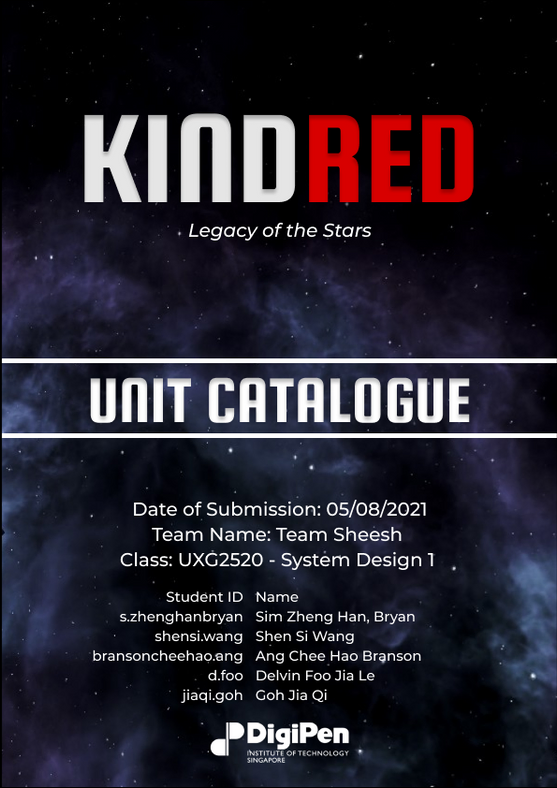 KINDRED
Legacy of the Stars
UNIT CATALOGUE
Date of Submission: 05/08/2021
Team Name: Team Sheesh
Class: UXG2520 - System Design 1
Student ID Name
s.zhenghanbryan Sim Zheng Han, Bryan
shensi.wang Shen Si Wang
bransoncheehao.ang Ang Chee Hao Branson
d.foo Delvin Foo Jia Le
jiaqi.goh Goh Jia Qi
DigiPen
INSTITUTE OF TECHNOLOGY
SINGAPORE